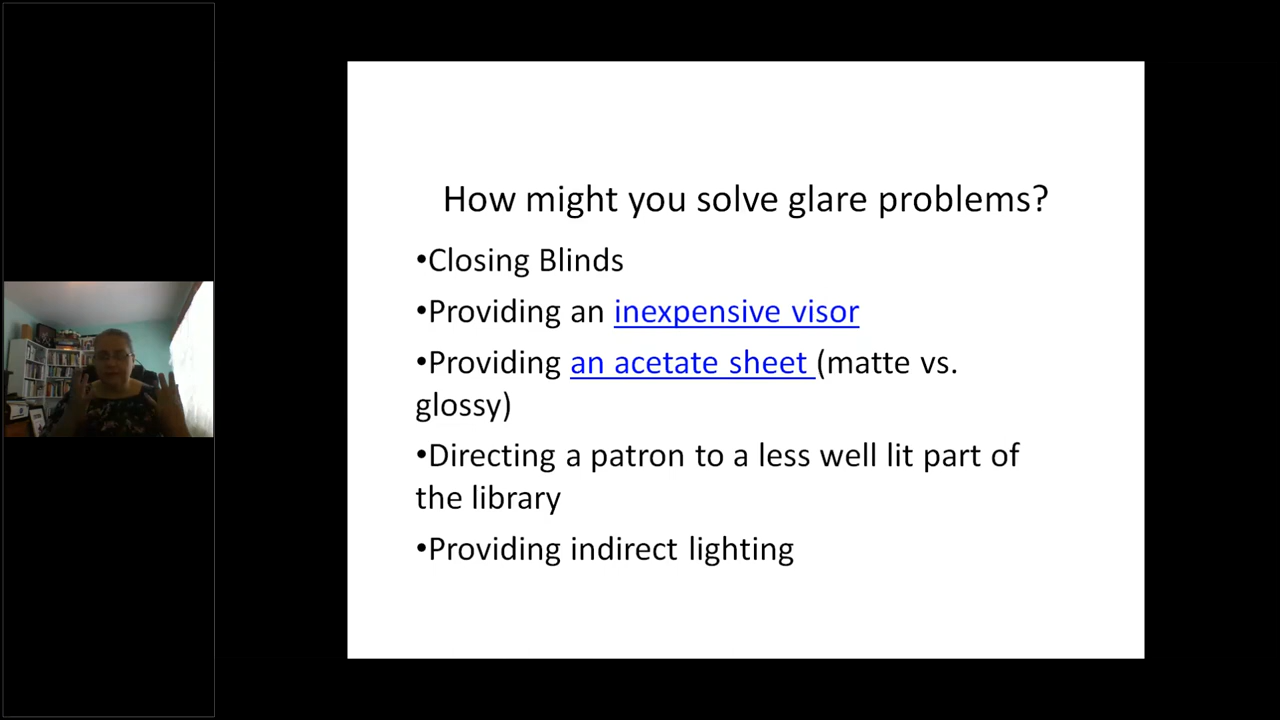 How might you solve glare problems?
•Closing Blinds
•Providing an inexpensive visor
•Providing an acetate sheet (matte vs.
glossy)
•Directing a patron to a less well lit part of
the library
•Providing indirect lighting